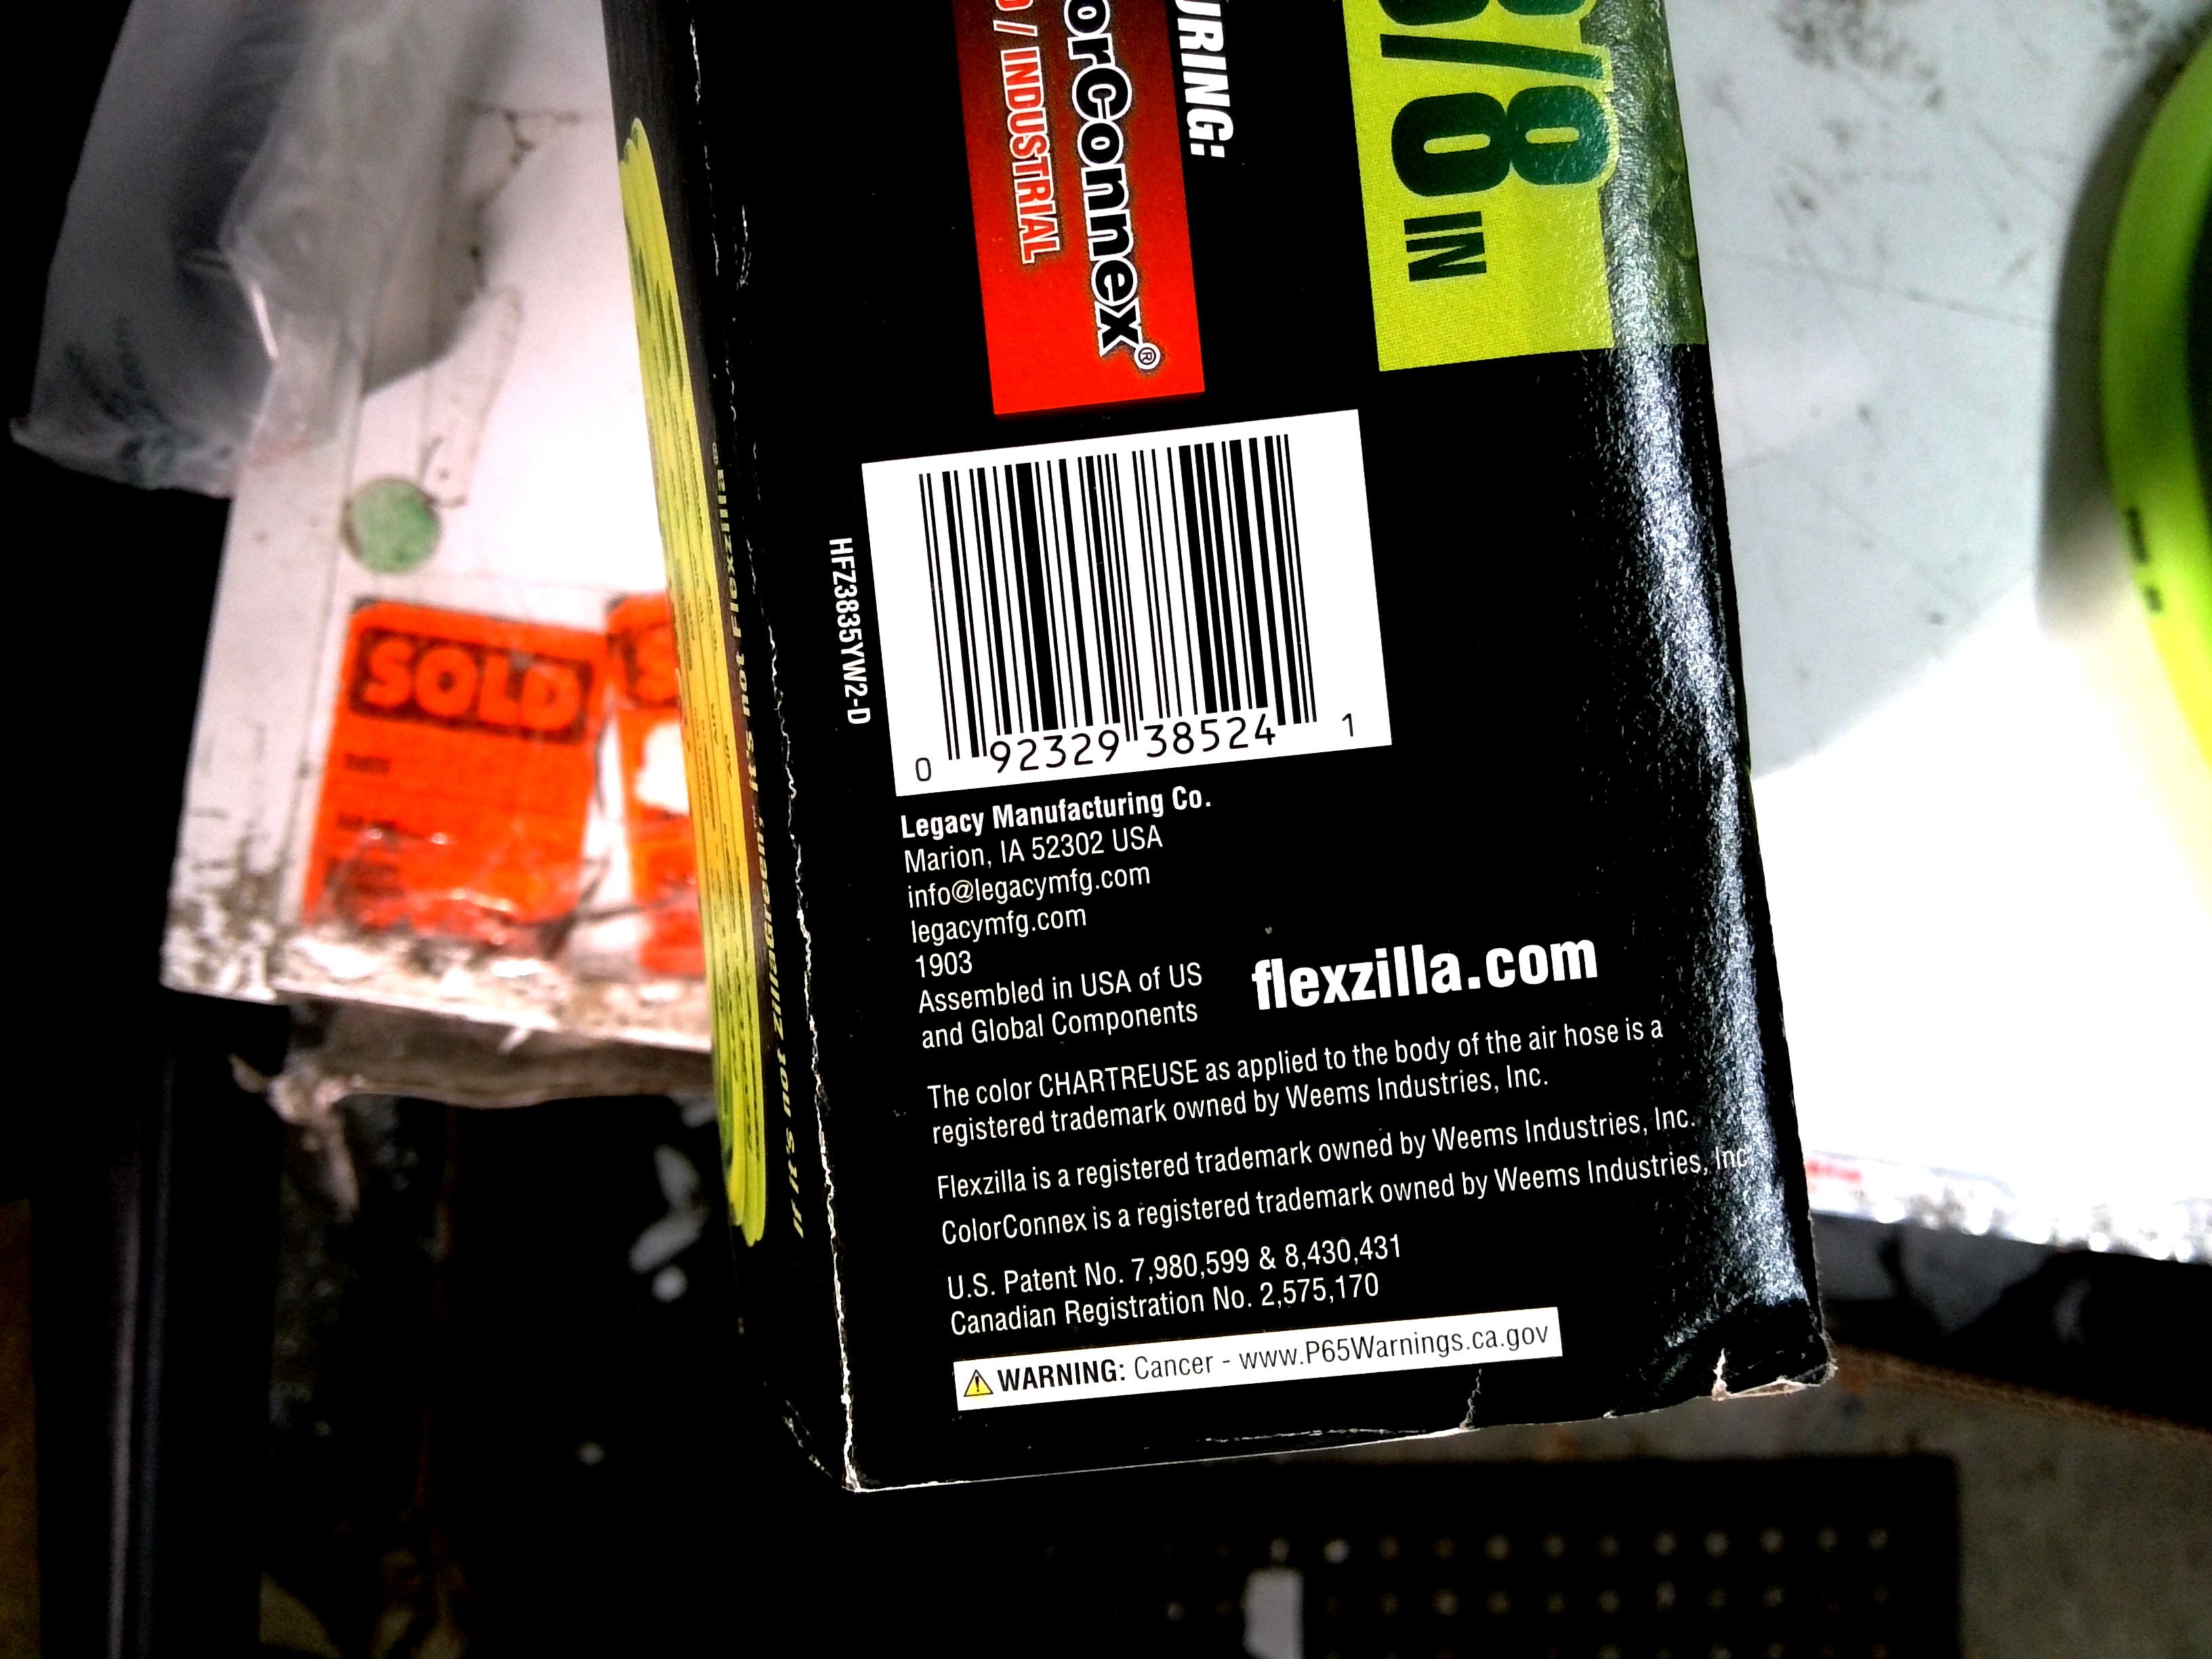 URING:
orConnex®
/ INDUSTRIAL
3/8
8 IN
HFZ3835YW2-D
0 92329 38524 1
Legacy Manufacturing Co.
Marion, IA 52302 USA
info@legacymfg.com
legacymfg.com
1903
Assembled in USA of US
and Global Components
flexzilla.com
The color CHARTREUSE as applied to the body of the air hose is a
registered trademark owned by Weems Industries, Inc.
Flexzilla is a registered trademark owned by Weems Industries, Inc.
ColorConnex is a registered trademark owned by Weems Industries, Inc.
U.S. Patent No. 7,980,599 & 8,430,431
Canadian Registration No. 2,575,170
WARNING: Cancer - www.P65Warnings.ca.gov
If it's not ZillaGreen,™ it's not Flexzilla®
SOLD
DATE